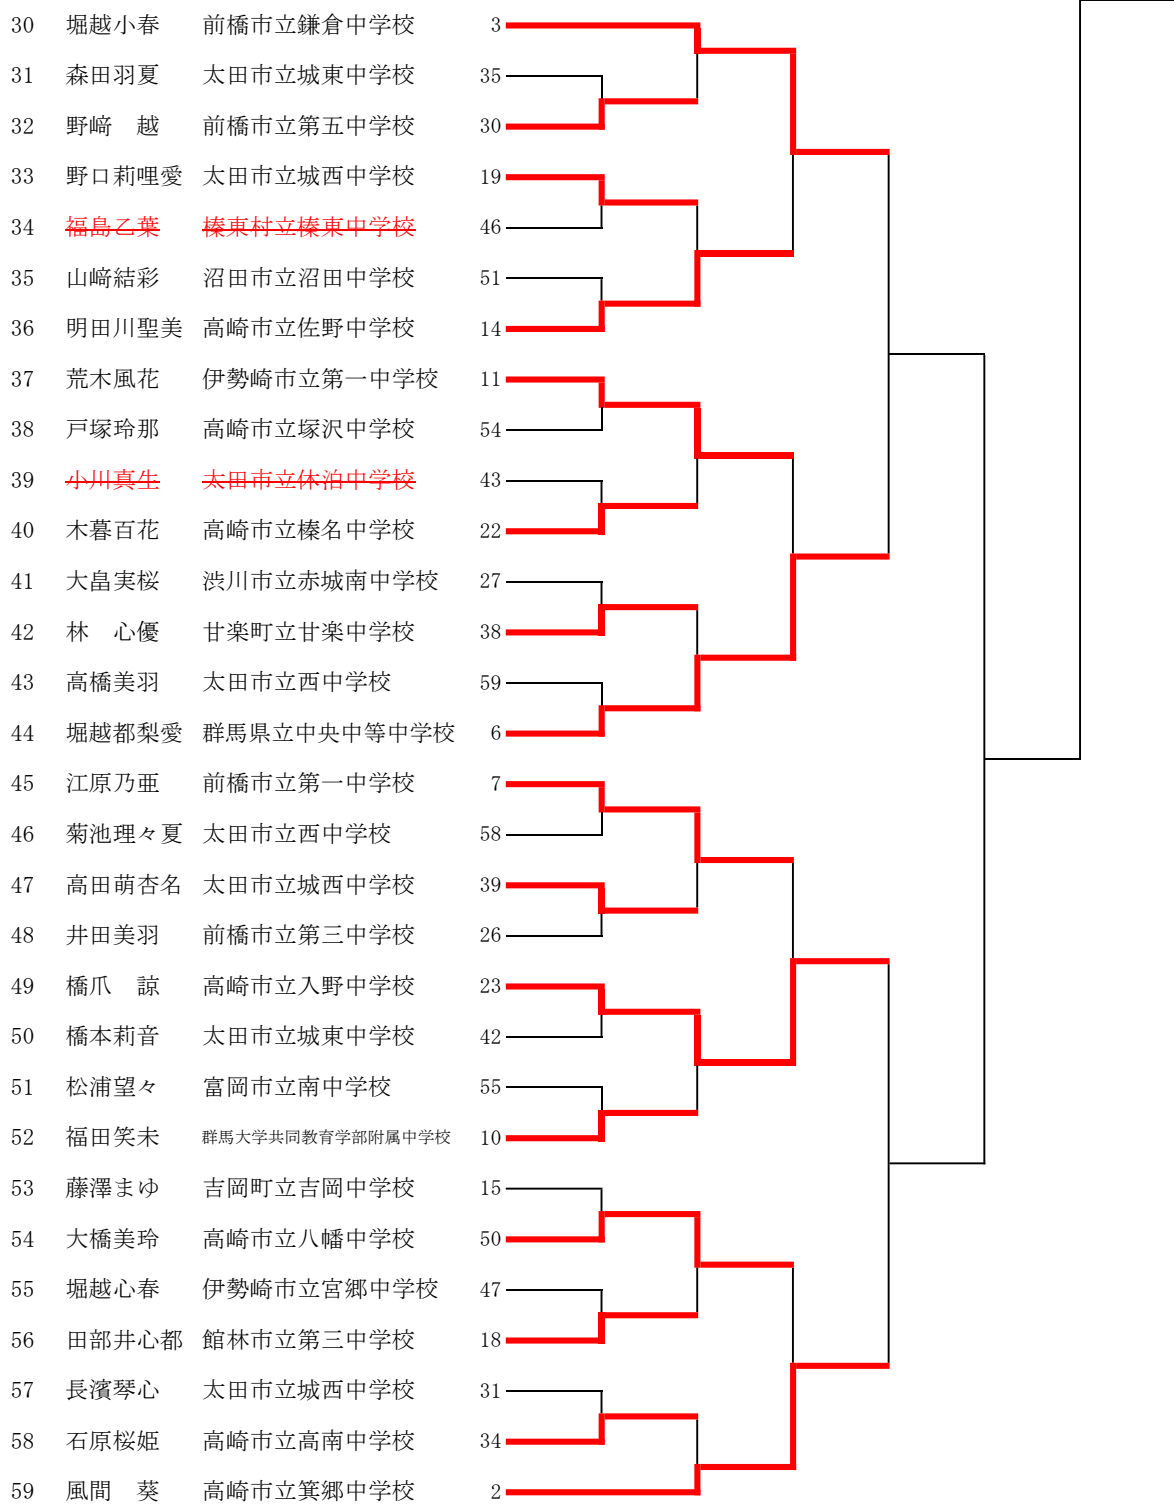 30 堀越小春 前橋市立鎌倉中学校 3
31 森田羽夏 太田市立城東中学校 35
32 野﨑 越 前橋市立第五中学校 30
33 野口莉哩愛 太田市立城西中学校 19
34 福島乙葉 榛東村立榛東中学校 46
35 山﨑結彩 沼田市立沼田中学校 51
36 明田川聖美 高崎市立佐野中学校 14
37 荒木風花 伊勢崎市立第一中学校 11
38 戸塚玲那 高崎市立塚沢中学校 54
39 小川真生 太田市立休泊中学校 43
40 木暮百花 高崎市立榛名中学校 22
41 大畠実桜 渋川市立赤城南中学校 27
42 林 心優 甘楽町立甘楽中学校 38
43 高橋美羽 太田市立西中学校 59
44 堀越都梨愛 群馬県立中央中等中学校 6
45 江原乃亜 前橋市立第一中学校 7
46 菊池理々夏 太田市立西中学校 58
47 高田萌杏名 太田市立城西中学校 39
48 井田美羽 前橋市立第三中学校 26
49 橋爪 諒 高崎市立入野中学校 23
50 橋本莉音 太田市立城東中学校 42
51 松浦望々 富岡市立南中学校 55
52 福田笑未 群馬大学共同教育学部附属中学校 10
53 藤澤まゆ 吉岡町立吉岡中学校 15
54 大橋美玲 高崎市立八幡中学校 50
55 堀越心春 伊勢崎市立宮郷中学校 47
56 田部井心都 館林市立第三中学校 18
57 長濱琴心 太田市立城西中学校 31
58 石原桜姫 高崎市立高南中学校 34
59 風間 葵 高崎市立箕郷中学校 2